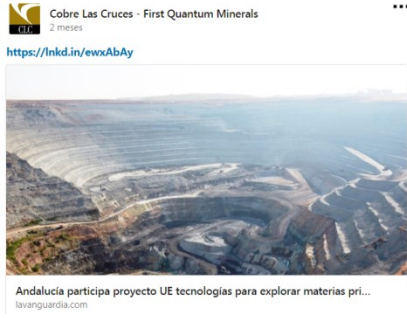 Cobre Las Cruces - First Quantum Minerals
CLC
2 meses
https://lnkd.in/ewxAbAy
Andalucía participa proyecto UE tecnologías para explorar materias pri...
lavanguardia.com